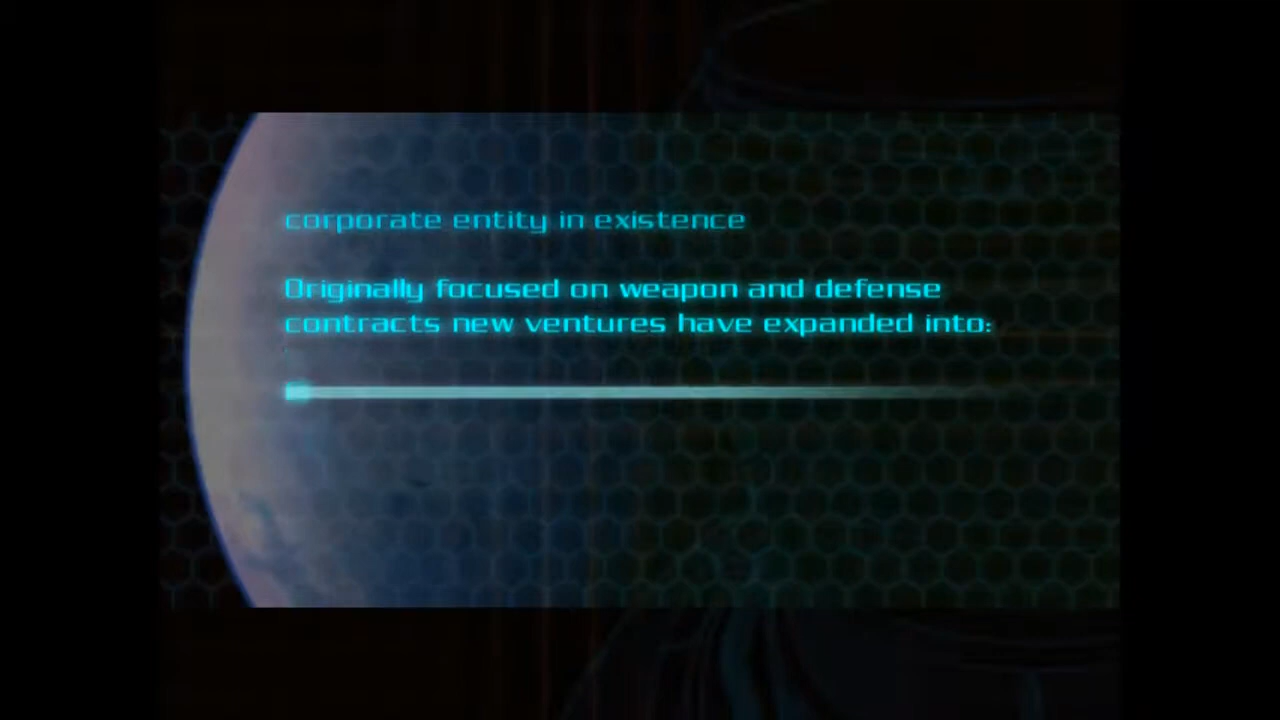 corporate entity in existence
Originally focused on weapon and defense
contracts new ventures have expanded into: